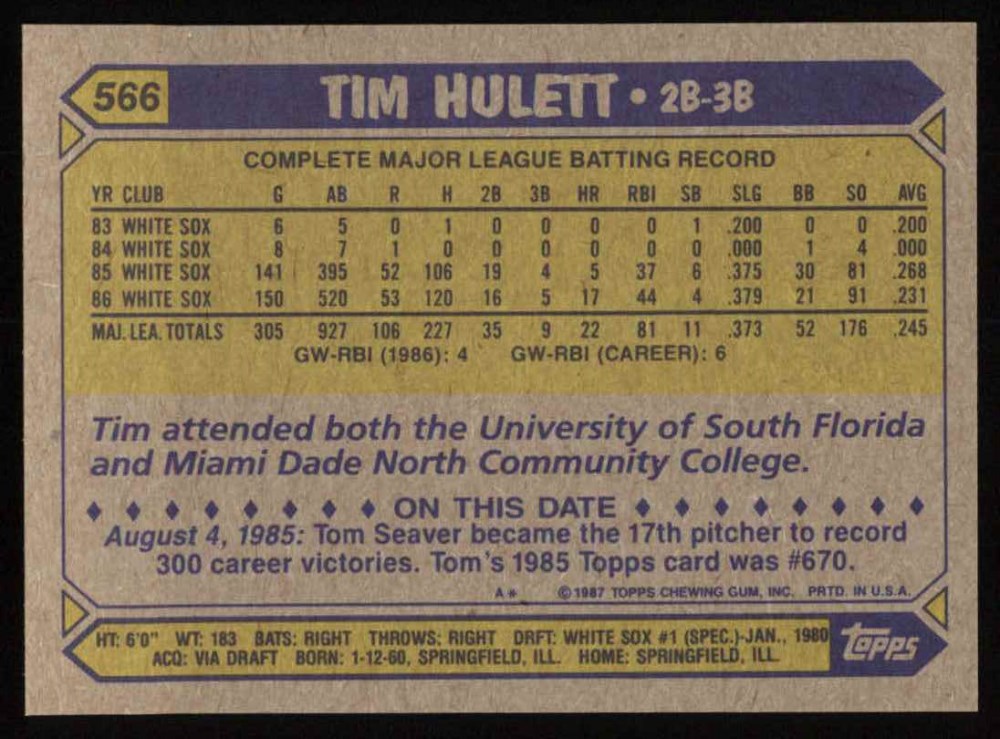 566 TIM HULETT • 2B-3B
COMPLETE MAJOR LEAGUE BATTING RECORD
YR CLUB G AB R H 2B 3B HR RBI SB SLG BB SO AVG
83 WHITE SOX 6 5 0 1 0 0 0 0 1 .200 0 0 .200
84 WHITE SOX 8 7 1 0 0 0 0 0 0 .000 1 4 .000
85 WHITE SOX 141 395 52 106 19 4 5 37 6 .375 30 81 .268
86 WHITE SOX 150 520 53 120 16 5 17 44 4 .379 21 91 .231
MAJ. LEA. TOTALS 305 927 106 227 35 9 22 81 11 .373 52 176 .245
GW-RBI (1986): 4 GW-RBI (CAREER): 6
Tim attended both the University of South Florida
and Miami Dade North Community College.
♦ ♦ ♦ ♦ ♦ ♦ ♦ ♦ ON THIS DATE ♦ ♦ ♦ ♦ ♦ ♦ ♦ ♦
August 4, 1985: Tom Seaver became the 17th pitcher to record
300 career victories. Tom's 1985 Topps card was #670.
A* ©1987 TOPPS CHEWING GUM, INC. PRTD. IN U.S.A.
HT: 6'0" WT: 183 BATS: RIGHT THROWS: RIGHT DRFT: WHITE SOX #1 (SPEC.)-JAN., 1980
ACQ: VIA DRAFT BORN: 1-12-60, SPRINGFIELD, ILL. HOME: SPRINGFIELD, ILL.
topps